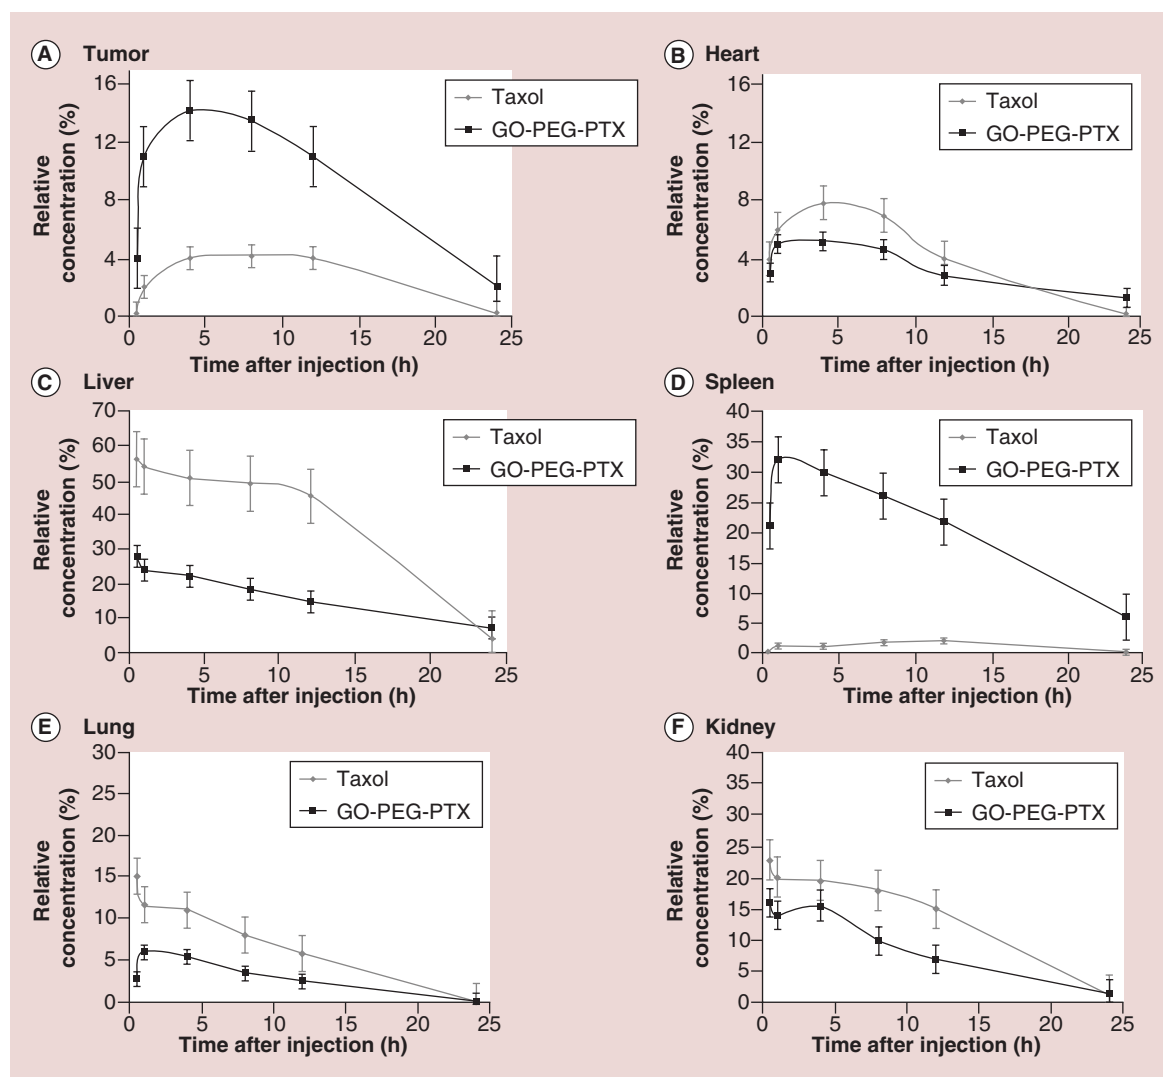 A Tumor
16
12
8
4
0
0 5 10 15 20 25
Relative
concentration (%)
Time after injection (h)
Taxol
GO-PEG-PTX
B Heart
16
12
8
4
0
0 5 10 15 20 25
Relative
concentration (%)
Time after injection (h)
Taxol
GO-PEG-PTX
C Liver
70
60
50
40
30
20
10
0
0 5 10 15 20 25
Relative
concentration (%)
Time after injection (h)
Taxol
GO-PEG-PTX
D Spleen
40
35
30
25
20
15
10
5
0
0 5 10 15 20 25
Relative
concentration (%)
Time after injection (h)
Taxol
GO-PEG-PTX
E Lung
30
25
20
15
10
5
0
0 5 10 15 20 25
Relative
concentration (%)
Time after injection (h)
Taxol
GO-PEG-PTX
F Kidney
40
35
30
25
20
15
10
5
0
0 5 10 15 20 25
Relative
concentration (%)
Time after injection (h)
Taxol
GO-PEG-PTX